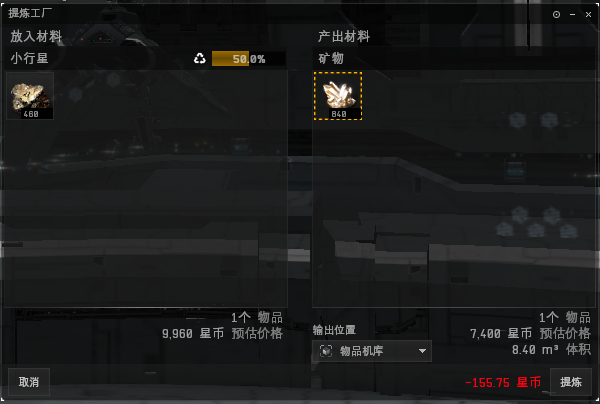 提炼工厂
放入材料
小行星
50.0%
480
1个 物品
9,960 星币 预估价格
取消
产出材料
矿物
840
1个 物品
7,400 星币 预估价格
8.40 m³ 体积
输出位置
物品机库
-155.75 星币
提炼